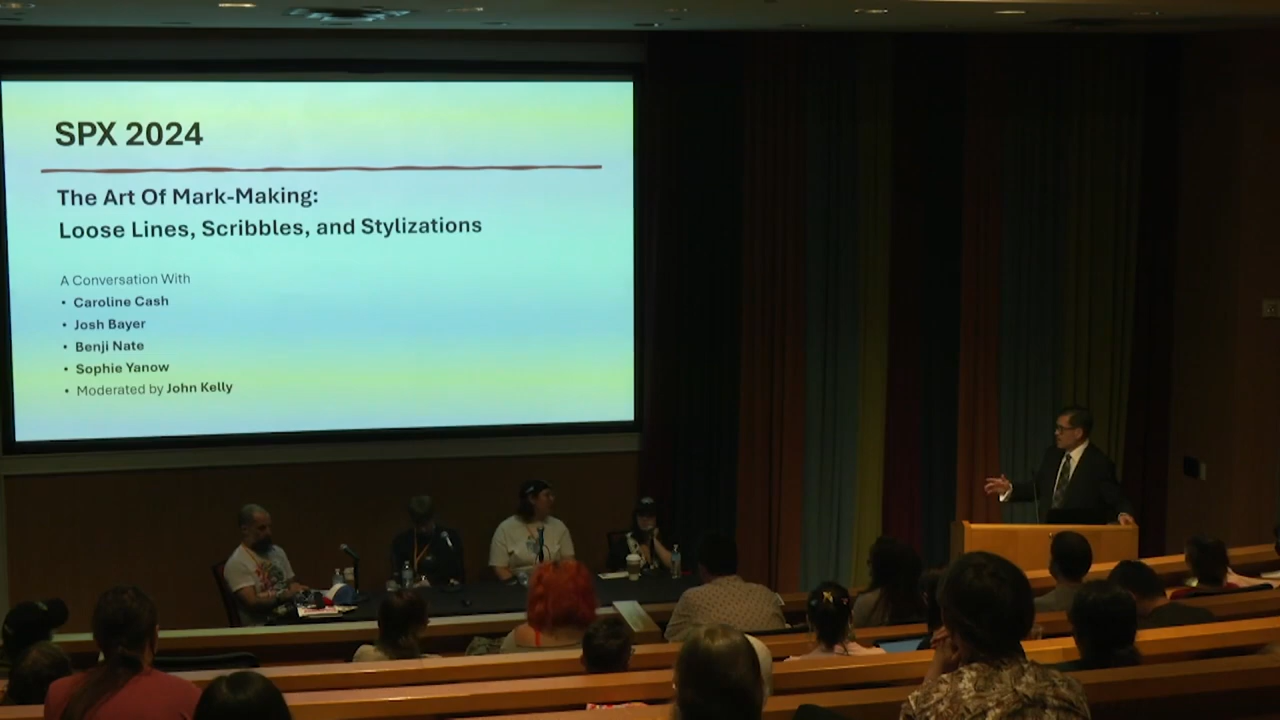 SPX 2024
The Art Of Mark-Making:
Loose Lines, Scribbles, and Stylizations
A Conversation With
• Caroline Cash
• Josh Bayer
• Benji Nate
• Sophie Yanow
• Moderated by John Kelly